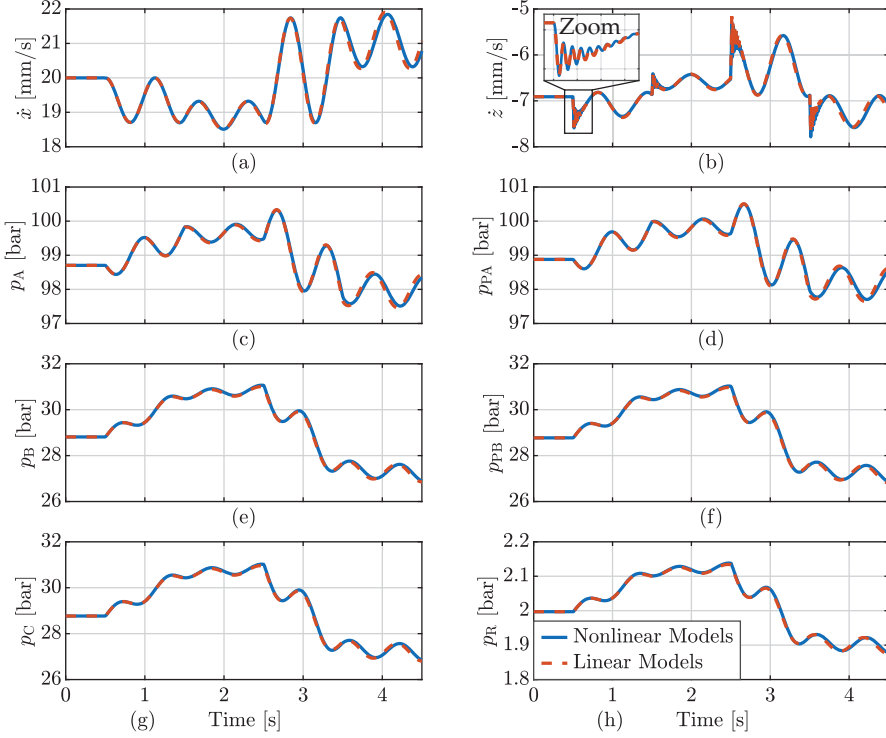 22
21
20
19
18
ẋ [mm/s]
(a)
-5
-6
-7
-8
ż [mm/s]
Zoom
(b)
101
100
99
98
97
p_A [bar]
(c)
101
100
99
98
97
p_PA [bar]
(d)
32
30
28
26
p_B [bar]
(e)
32
30
28
26
p_PB [bar]
(f)
32
30
28
26
p_C [bar]
0 1 2 3 4
Time [s]
(g)
2.2
2.1
2
1.9
1.8
p_R [bar]
Nonlinear Models
Linear Models
0 1 2 3 4
Time [s]
(h)